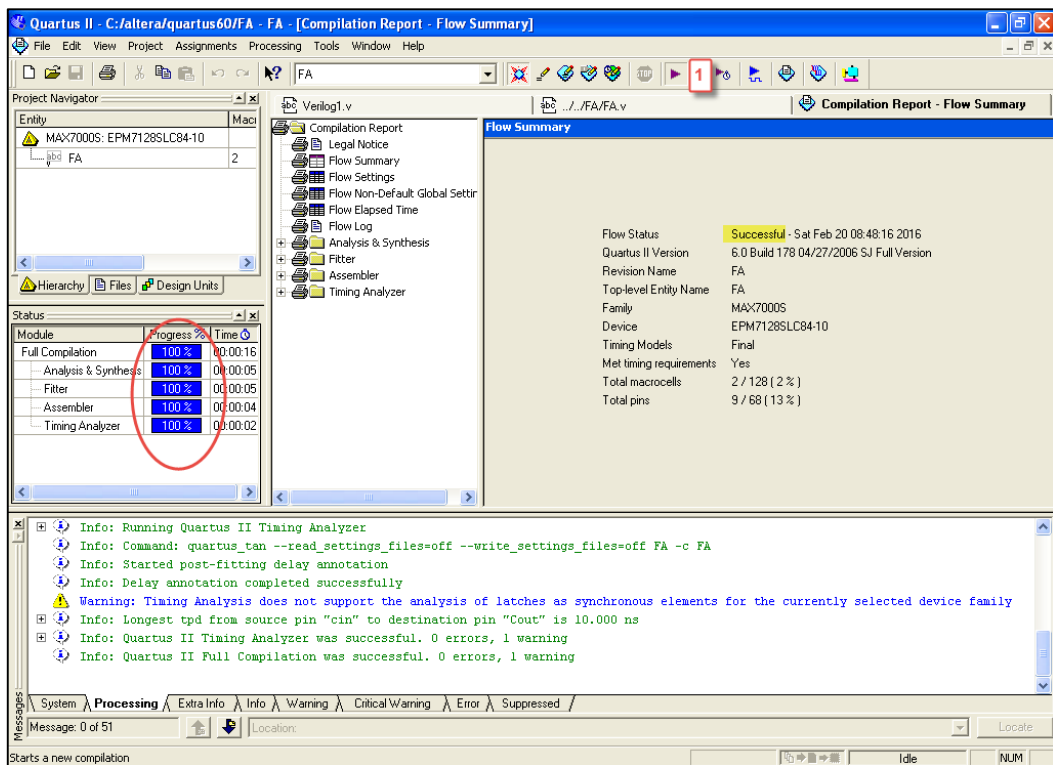 Quartus II - C:/altera/quartus60/FA - FA - [Compilation Report - Flow Summary]
File Edit View Project Assignments Processing Tools Window Help
FA
1
Project Navigator
Entity
MAX7000S: EPM7128SLC84-10
FA 2
Hierarchy Files Design Units
Status
Module Progress % Time
Full Compilation 100 % 00:00:16
Analysis & Synthesis 100 % 00:00:05
Fitter 100 % 00:00:05
Assembler 100 % 00:00:04
Timing Analyzer 100 % 00:00:02
abc Verilog1.v
abc ../../FA/FA.v
Compilation Report - Flow Summary
Compilation Report
Legal Notice
Flow Summary
Flow Settings
Flow Non-Default Global Settir
Flow Elapsed Time
Flow Log
Analysis & Synthesis
Fitter
Assembler
Timing Analyzer
Flow Summary
Flow Status Successful - Sat Feb 20 08:48:16 2016
Quartus II Version 6.0 Build 178 04/27/2006 SJ Full Version
Revision Name FA
Top-level Entity Name FA
Family MAX7000S
Device EPM7128SLC84-10
Timing Models Final
Met timing requirements Yes
Total macrocells 2 / 128 ( 2 % )
Total pins 9 / 68 ( 13 % )
Info: Running Quartus II Timing Analyzer
Info: Command: quartus_tan --read_settings_files=off --write_settings_files=off FA -c FA
Info: Started post-fitting delay annotation
Info: Delay annotation completed successfully
Warning: Timing Analysis does not support the analysis of latches as synchronous elements for the currently selected device family
Info: Longest tpd from source pin "cin" to destination pin "Cout" is 10.000 ns
Info: Quartus II Timing Analyzer was successful. 0 errors, 1 warning
Info: Quartus II Full Compilation was successful. 0 errors, 1 warning
Messages
System Processing Extra Info Info Warning Critical Warning Error Suppressed
Message: 0 of 51 Location: Locate
Starts a new compilation Idle NUM